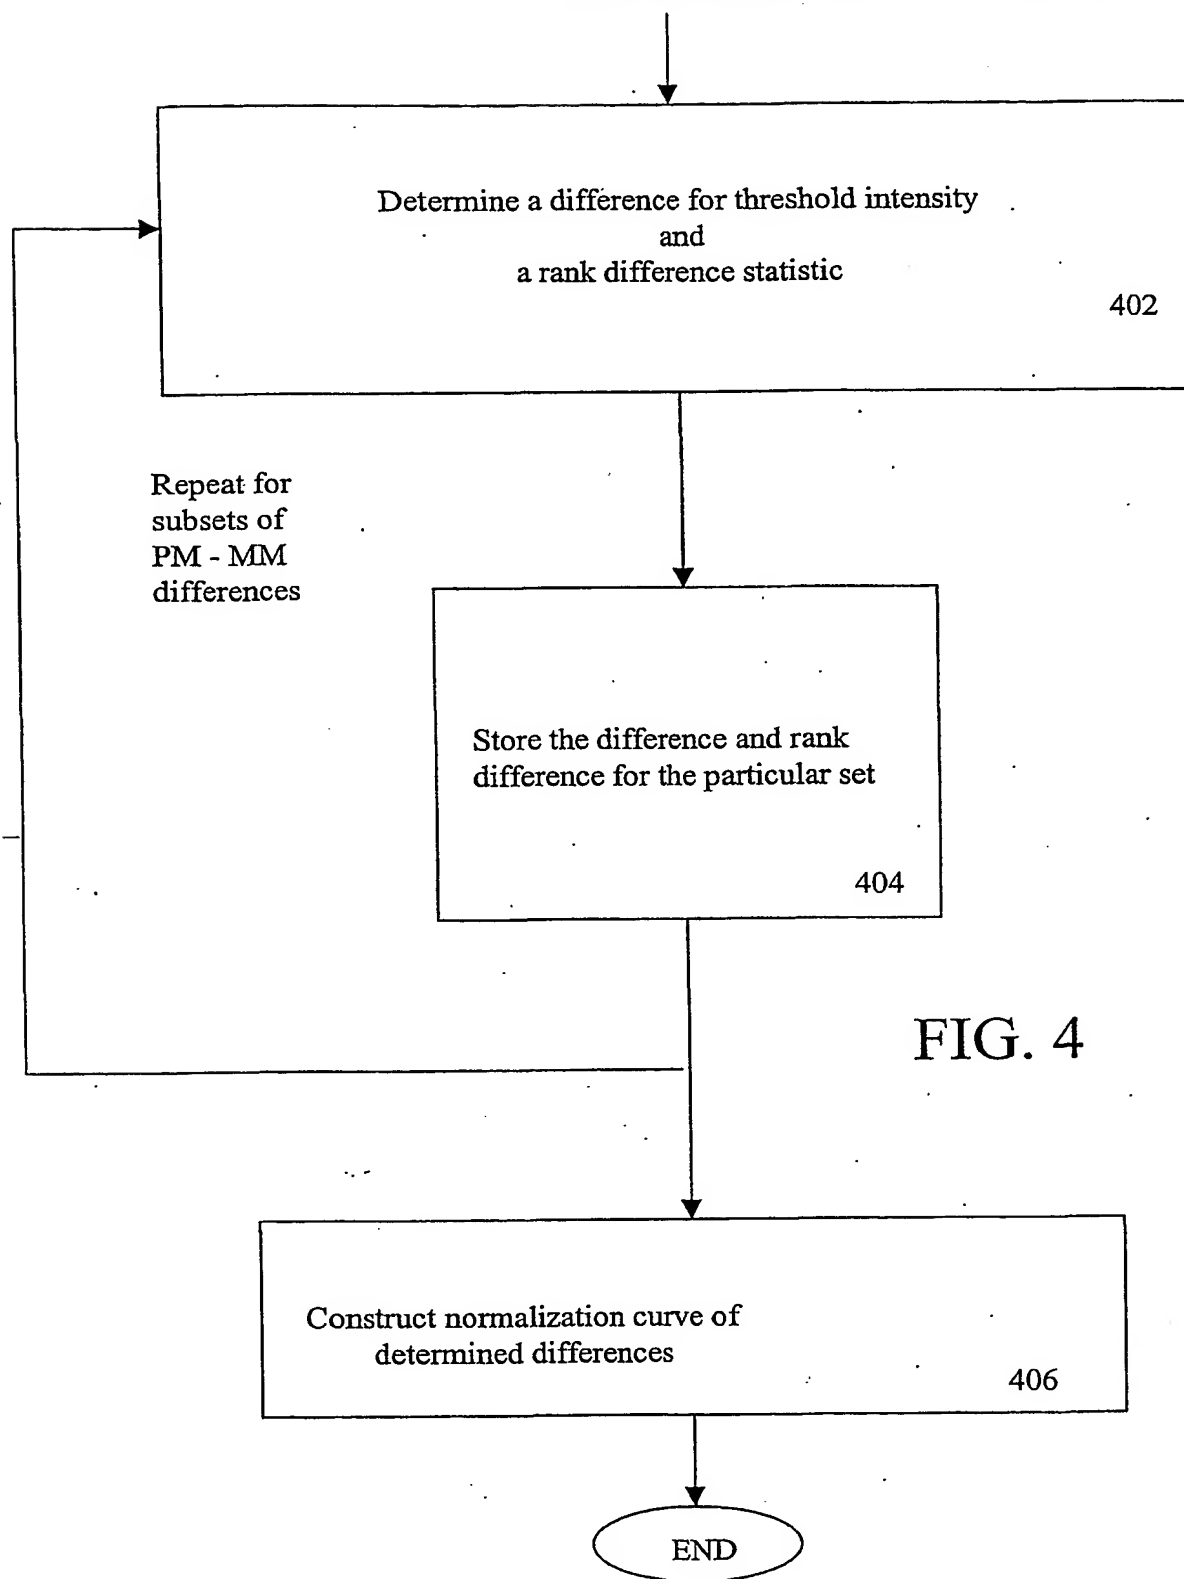 Determine a difference for threshold intensity
and
a rank difference statistic
402
Repeat for
subsets of
PM - MM
differences
Store the difference and rank
difference for the particular set
404
FIG. 4
Construct normalization curve of
determined differences
406
END